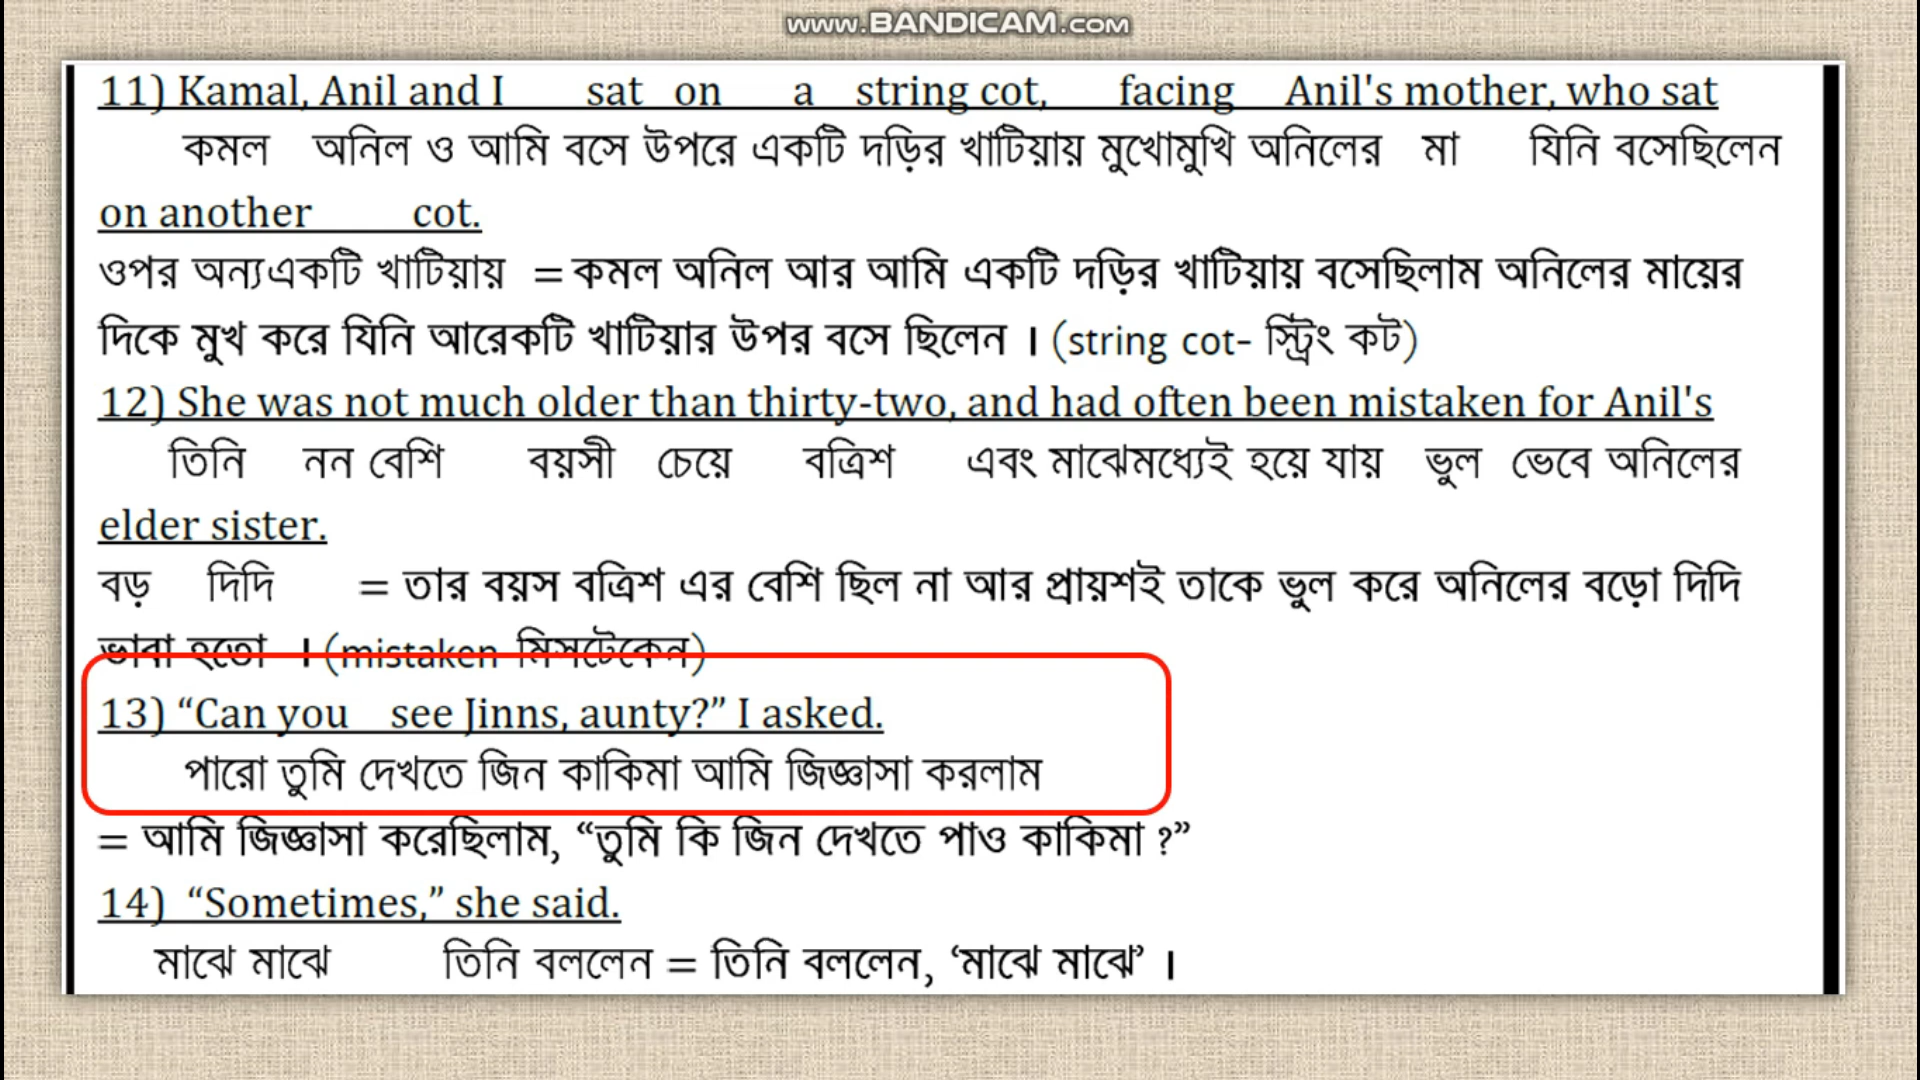 www.BANDICAM.com
11) Kamal, Anil and I sat on a string cot, facing Anil's mother, who sat
কমল অনিল ও আমি বসে উপরে একটি দড়ির খাটিয়ায় মুখোমুখি অনিলের মা যিনি বসেছিলেন
on another cot.
ওপর অন্যএকটি খাটিয়ায় = কমল অনিল আর আমি একটি দড়ির খাটিয়ায় বসেছিলাম অনিলের মায়ের
দিকে মুখ করে যিনি আরেকটি খাটিয়ার উপর বসে ছিলেন । (string cot- স্ট্রিং কট)
12) She was not much older than thirty-two, and had often been mistaken for Anil's
তিনি নন বেশি বয়সী চেয়ে বত্রিশ এবং মাঝেমধ্যেই হয়ে যায় ভুল ভেবে অনিলের
elder sister.
বড় দিদি = তার বয়স বত্রিশ এর বেশি ছিল না আর প্রায়শই তাকে ভুল করে অনিলের বড়ো দিদি
ভাবা হতো । (mistaken মিসটেকেন)
13) “Can you see Jinns, aunty?” I asked.
পারো তুমি দেখতে জিন কাকিমা আমি জিজ্ঞাসা করলাম
= আমি জিজ্ঞাসা করেছিলাম, “তুমি কি জিন দেখতে পাও কাকিমা ?”
14) “Sometimes,” she said.
মাঝে মাঝে তিনি বললেন = তিনি বললেন, ‘মাঝে মাঝে’ ।